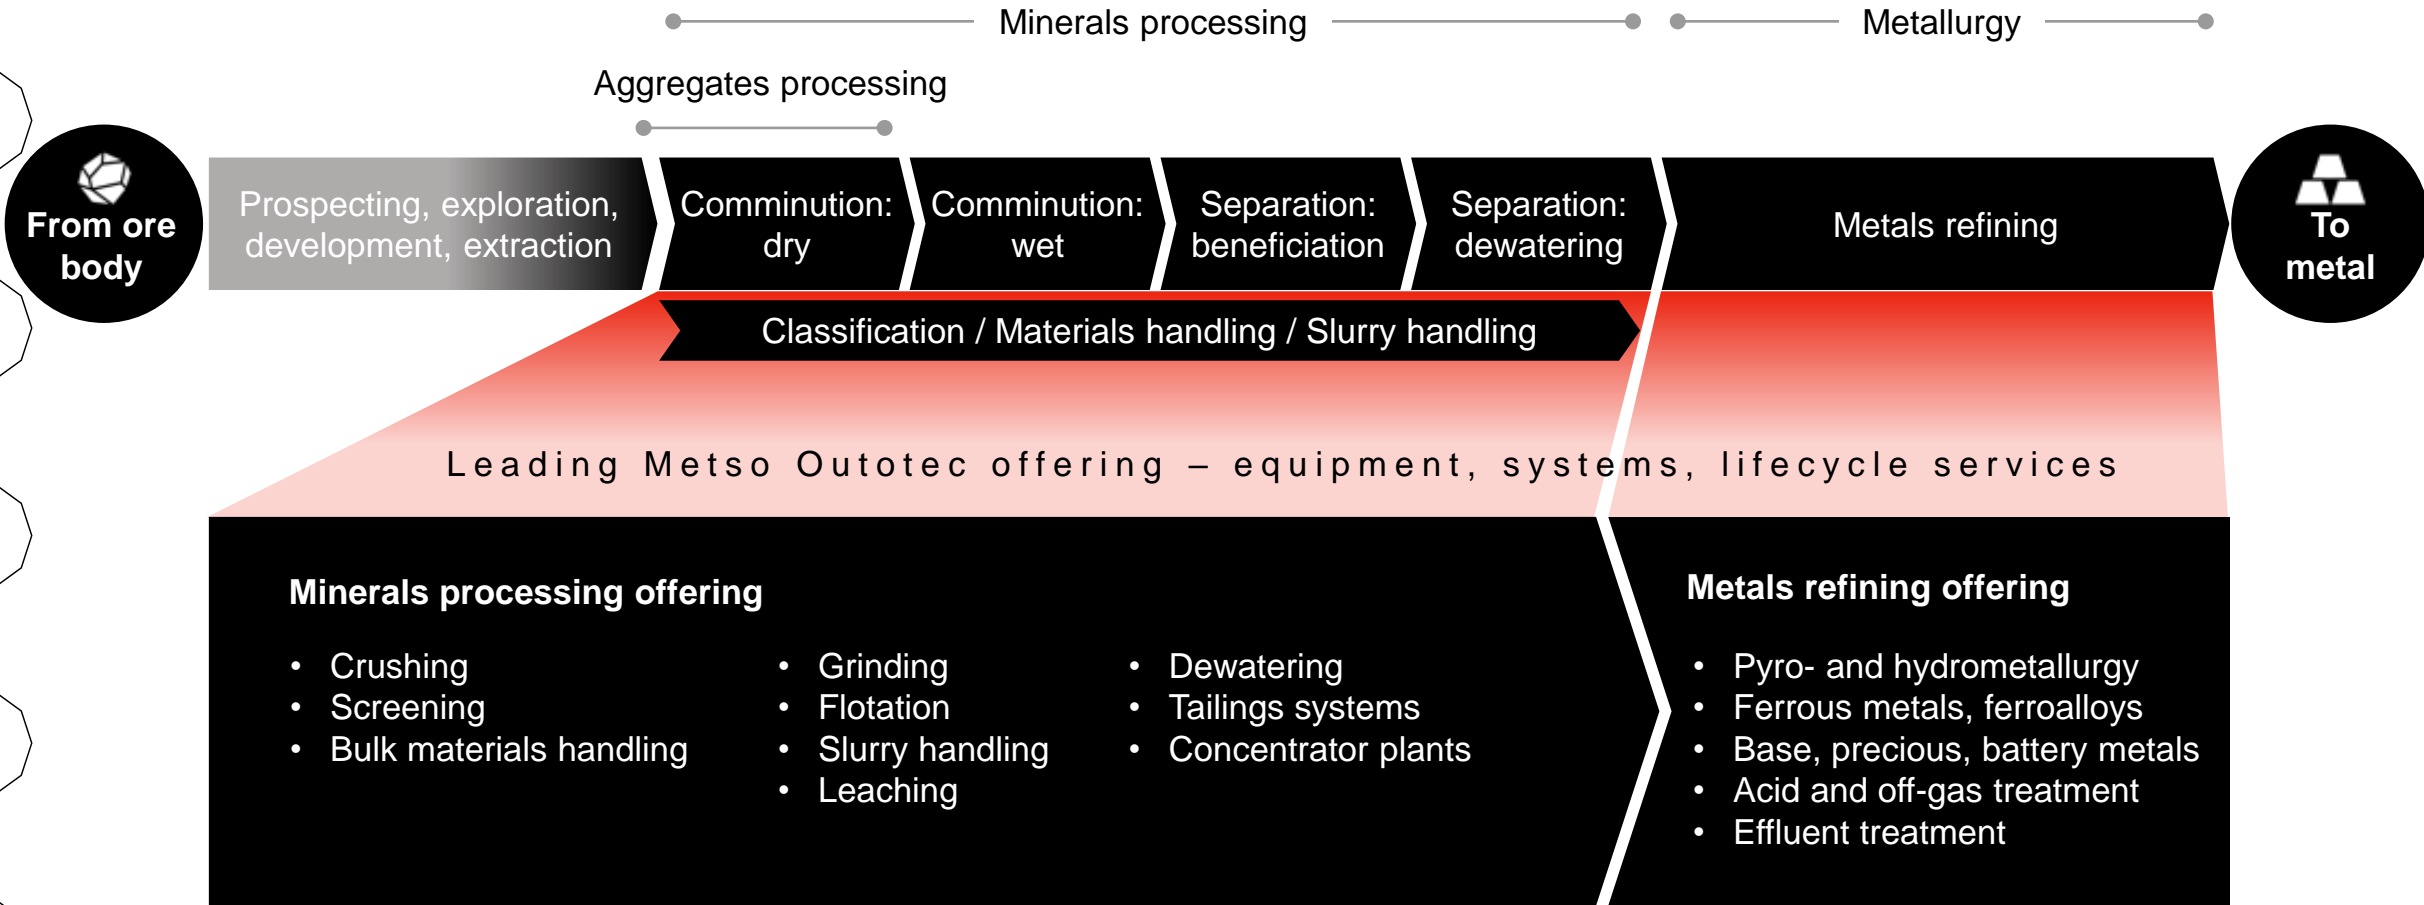 Minerals processing
Metallurgy
Aggregates processing
From ore
body
Prospecting, exploration,
development, extraction
Comminution:
dry
Comminution:
wet
Separation:
beneficiation
Separation:
dewatering
Metals refining
To
metal
Classification / Materials handling / Slurry handling
Leading Metso Outotec offering – equipment, systems, lifecycle services
Minerals processing offering
• Crushing
• Screening
• Bulk materials handling
• Grinding
• Flotation
• Slurry handling
• Leaching
• Dewatering
• Tailings systems
• Concentrator plants
Metals refining offering
• Pyro- and hydrometallurgy
• Ferrous metals, ferroalloys
• Base, precious, battery metals
• Acid and off-gas treatment
• Effluent treatment